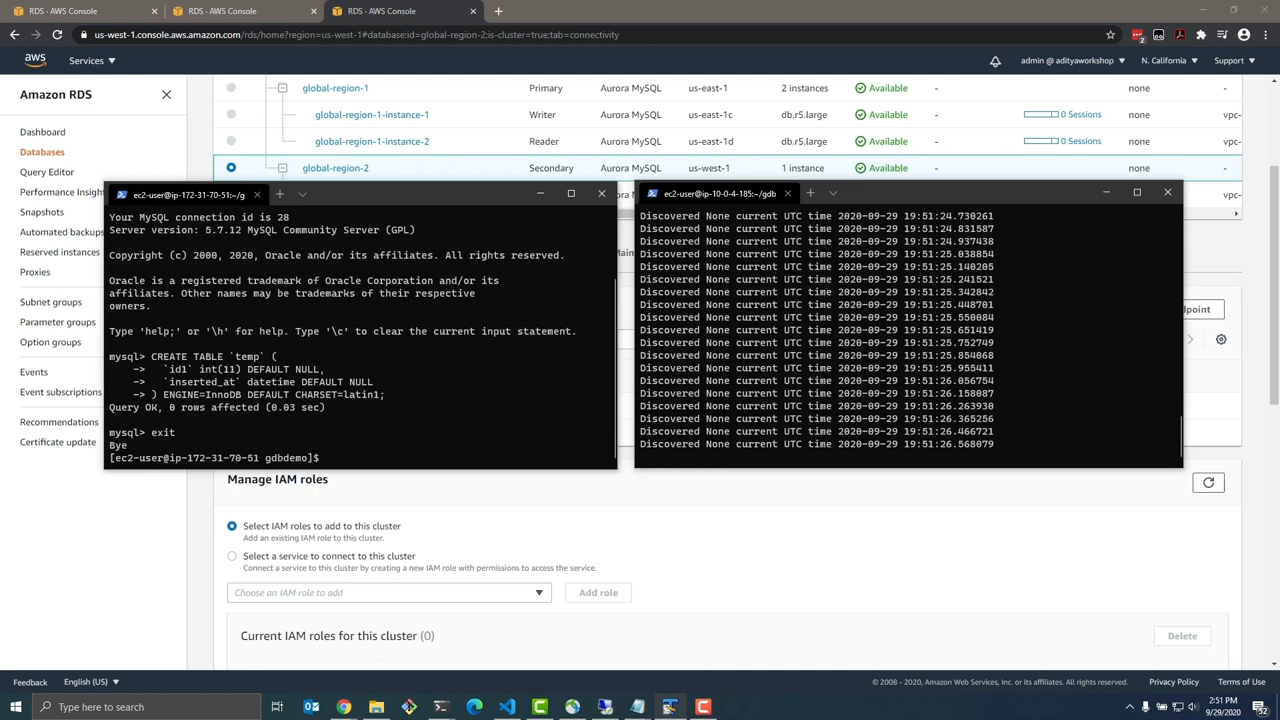 RDS - AWS Console
RDS - AWS Console
RDS - AWS Console
us-west-1.console.aws.amazon.com/rds/home?region=us-west-1#database:id=global-region-2;is-cluster=true;tab=connectivity
aws
Services
admin @ adityaworkshop
N. California
Support
Amazon RDS
Dashboard
Databases
Query Editor
Performance Insigh
Snapshots
Automated backups
Reserved instances
Proxies
Subnet groups
Parameter groups
Option groups
Events
Event subscriptions
Recommendations
Certificate update
global-region-1 Primary Aurora MySQL us-east-1 2 instances Available - none -
global-region-1-instance-1 Writer Aurora MySQL us-east-1c db.r5.large Available - 0 Sessions none vpc-
global-region-1-instance-2 Reader Aurora MySQL us-east-1d db.r5.large Available - 0 Sessions none vpc-
global-region-2 Secondary Aurora MySQL us-west-1 1 instance Available - none -
vpc-
ec2-user@ip-172-31-70-51:~/g
Your MySQL connection id is 28
Server version: 5.7.12 MySQL Community Server (GPL)
Copyright (c) 2000, 2020, Oracle and/or its affiliates. All rights reserved.
Oracle is a registered trademark of Oracle Corporation and/or its
affiliates. Other names may be trademarks of their respective
owners.
Type 'help;' or '\h' for help. Type '\c' to clear the current input statement.
mysql> CREATE TABLE `temp` (
-> `id1` int(11) DEFAULT NULL,
-> `inserted_at` datetime DEFAULT NULL
-> ) ENGINE=InnoDB DEFAULT CHARSET=latin1;
Query OK, 0 rows affected (0.03 sec)
mysql> exit
Bye
[ec2-user@ip-172-31-70-51 gdbdemo]$
ec2-user@ip-10-0-4-185:~/gdb
Discovered None current UTC time 2020-09-29 19:51:24.730261
Discovered None current UTC time 2020-09-29 19:51:24.831587
Discovered None current UTC time 2020-09-29 19:51:24.937438
Discovered None current UTC time 2020-09-29 19:51:25.038854
Discovered None current UTC time 2020-09-29 19:51:25.140205
Discovered None current UTC time 2020-09-29 19:51:25.241521
Discovered None current UTC time 2020-09-29 19:51:25.342842
Discovered None current UTC time 2020-09-29 19:51:25.448701
Discovered None current UTC time 2020-09-29 19:51:25.550084
Discovered None current UTC time 2020-09-29 19:51:25.651419
Discovered None current UTC time 2020-09-29 19:51:25.752749
Discovered None current UTC time 2020-09-29 19:51:25.854068
Discovered None current UTC time 2020-09-29 19:51:25.955411
Discovered None current UTC time 2020-09-29 19:51:26.056754
Discovered None current UTC time 2020-09-29 19:51:26.158087
Discovered None current UTC time 2020-09-29 19:51:26.263930
Discovered None current UTC time 2020-09-29 19:51:26.365256
Discovered None current UTC time 2020-09-29 19:51:26.466721
Discovered None current UTC time 2020-09-29 19:51:26.568079
Mai
point
Manage IAM roles
Select IAM roles to add to this cluster
Add an existing IAM role to this cluster.
Select a service to connect to this cluster
Connect a service to this cluster by creating a new IAM role with permissions to access the service.
Choose an IAM role to add
Add role
Current IAM roles for this cluster (0)
Delete
Feedback
English (US)
© 2008 - 2020, Amazon Web Services, Inc. or its affiliates. All rights reserved.
Privacy Policy
Terms of Use
Type here to search
2:51 PM
9/29/2020